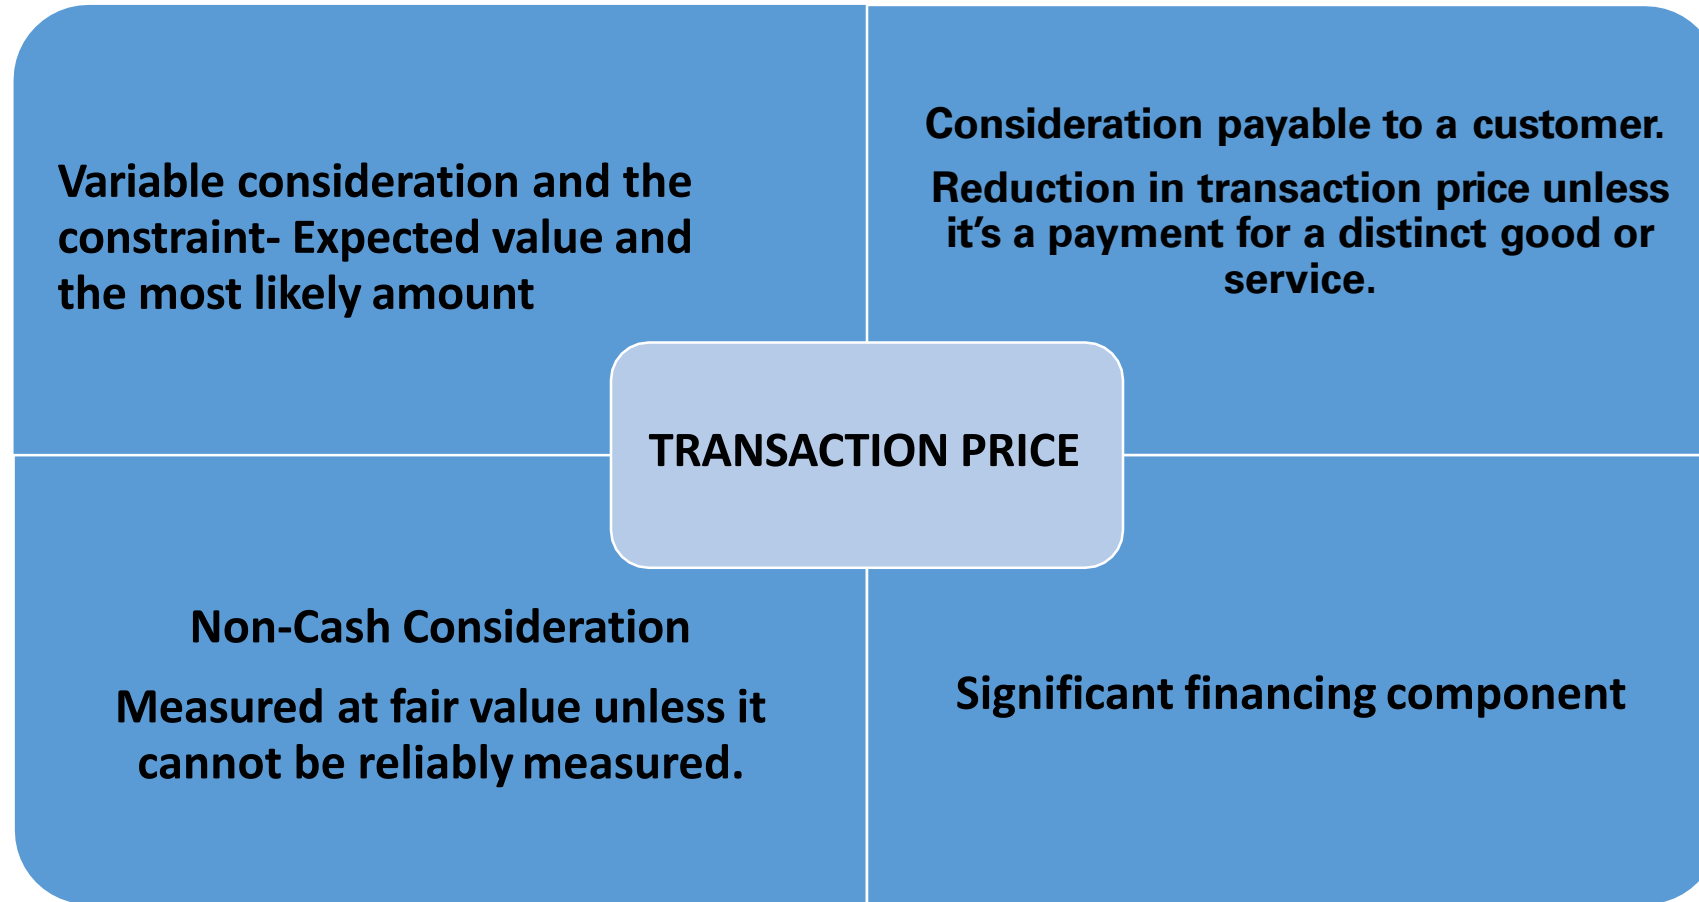 Variable consideration and the
constraint- Expected value and
the most likely amount
Consideration payable to a customer.
Reduction in transaction price unless
it’s a payment for a distinct good or
service.
TRANSACTION PRICE
Non-Cash Consideration
Measured at fair value unless it
cannot be reliably measured.
Significant financing component